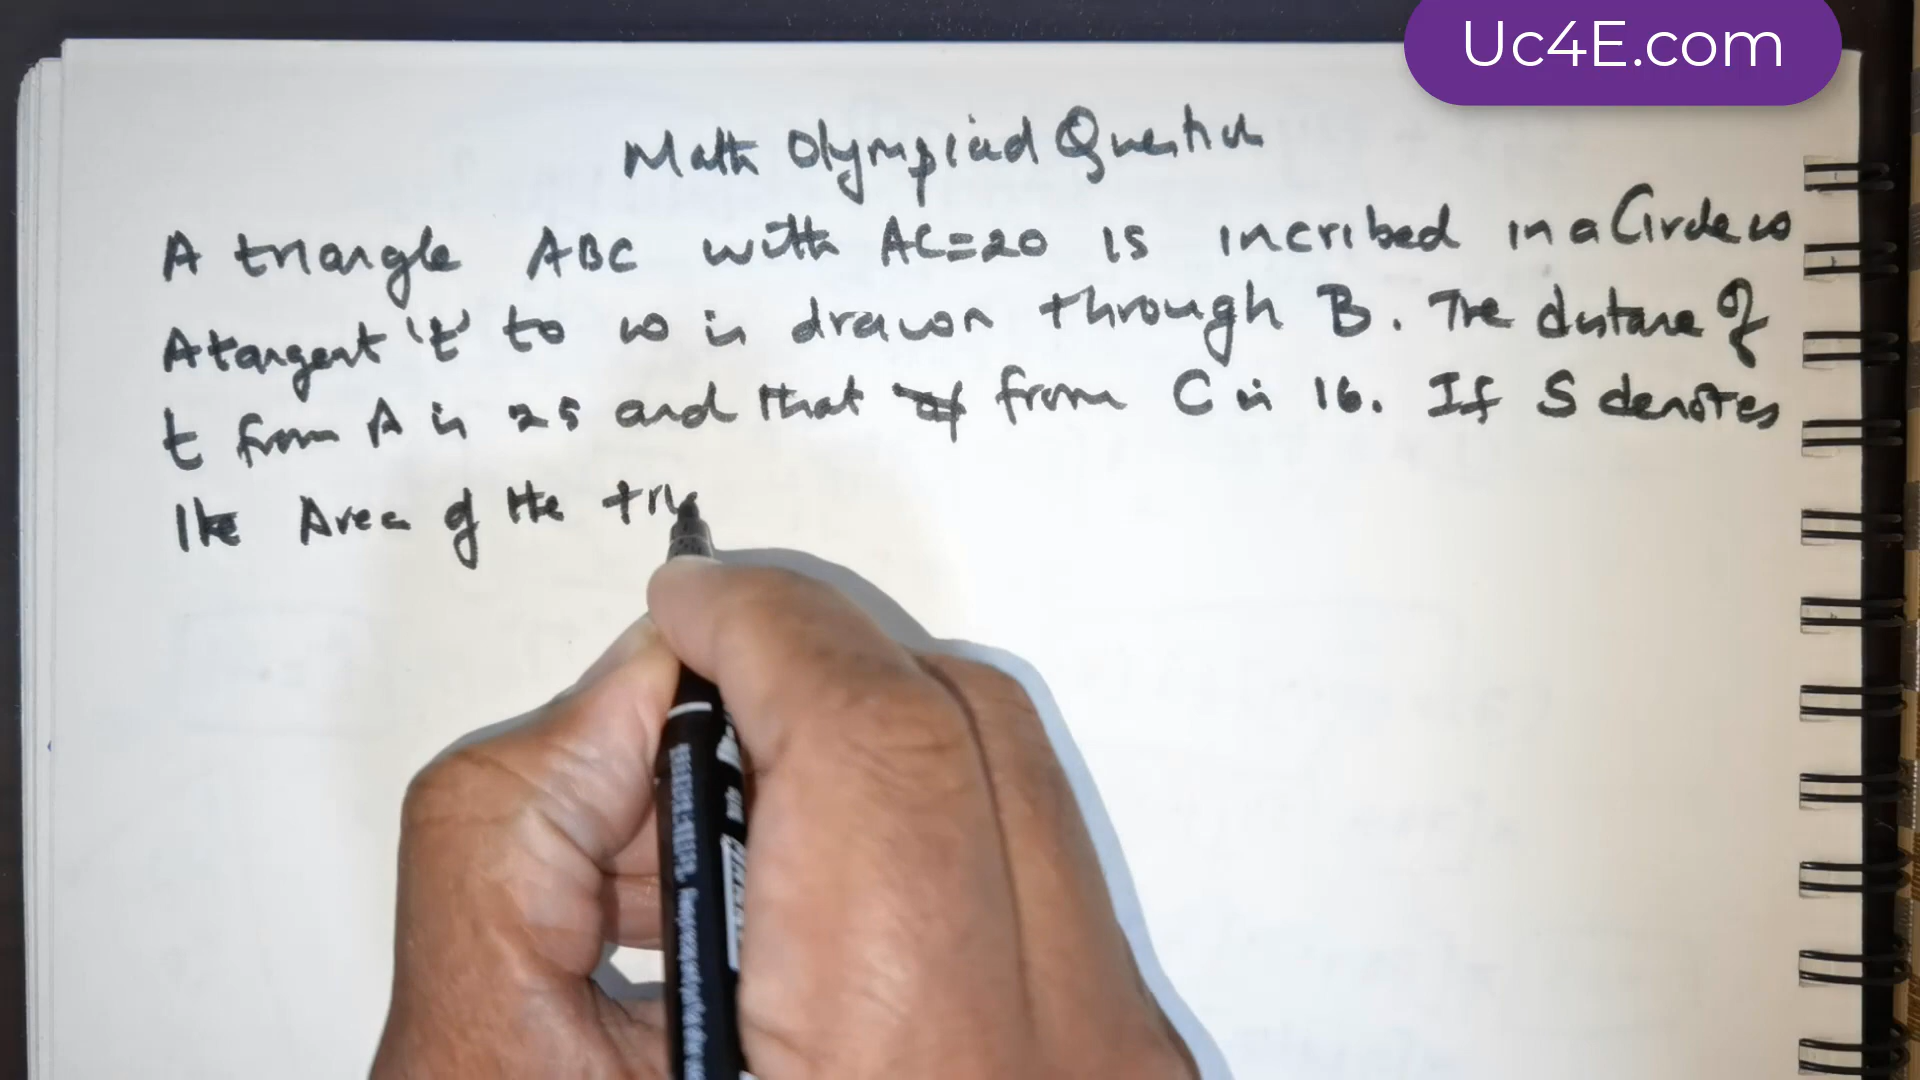 Uc4E.com
Math Olympiad Question
A triangle ABC with AC=20 is incribed in a Circle ω
A tangent 't' to ω is drawn through B. The distance of
t from A is 25 and that from C is 16. If S denotes
the Area of the tria